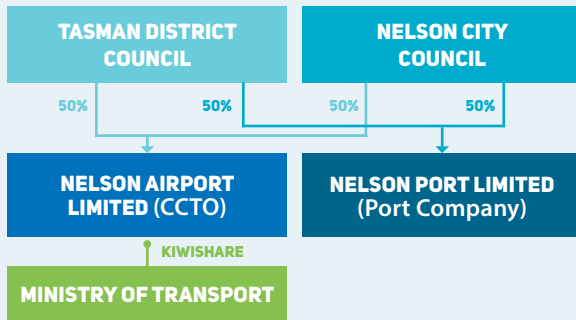 TASMAN DISTRICT
COUNCIL
NELSON CITY
COUNCIL
50%
50%
50%
50%
NELSON AIRPORT
LIMITED (CCTO)
NELSON PORT LIMITED
(Port Company)
KIWISHARE
MINISTRY OF TRANSPORT